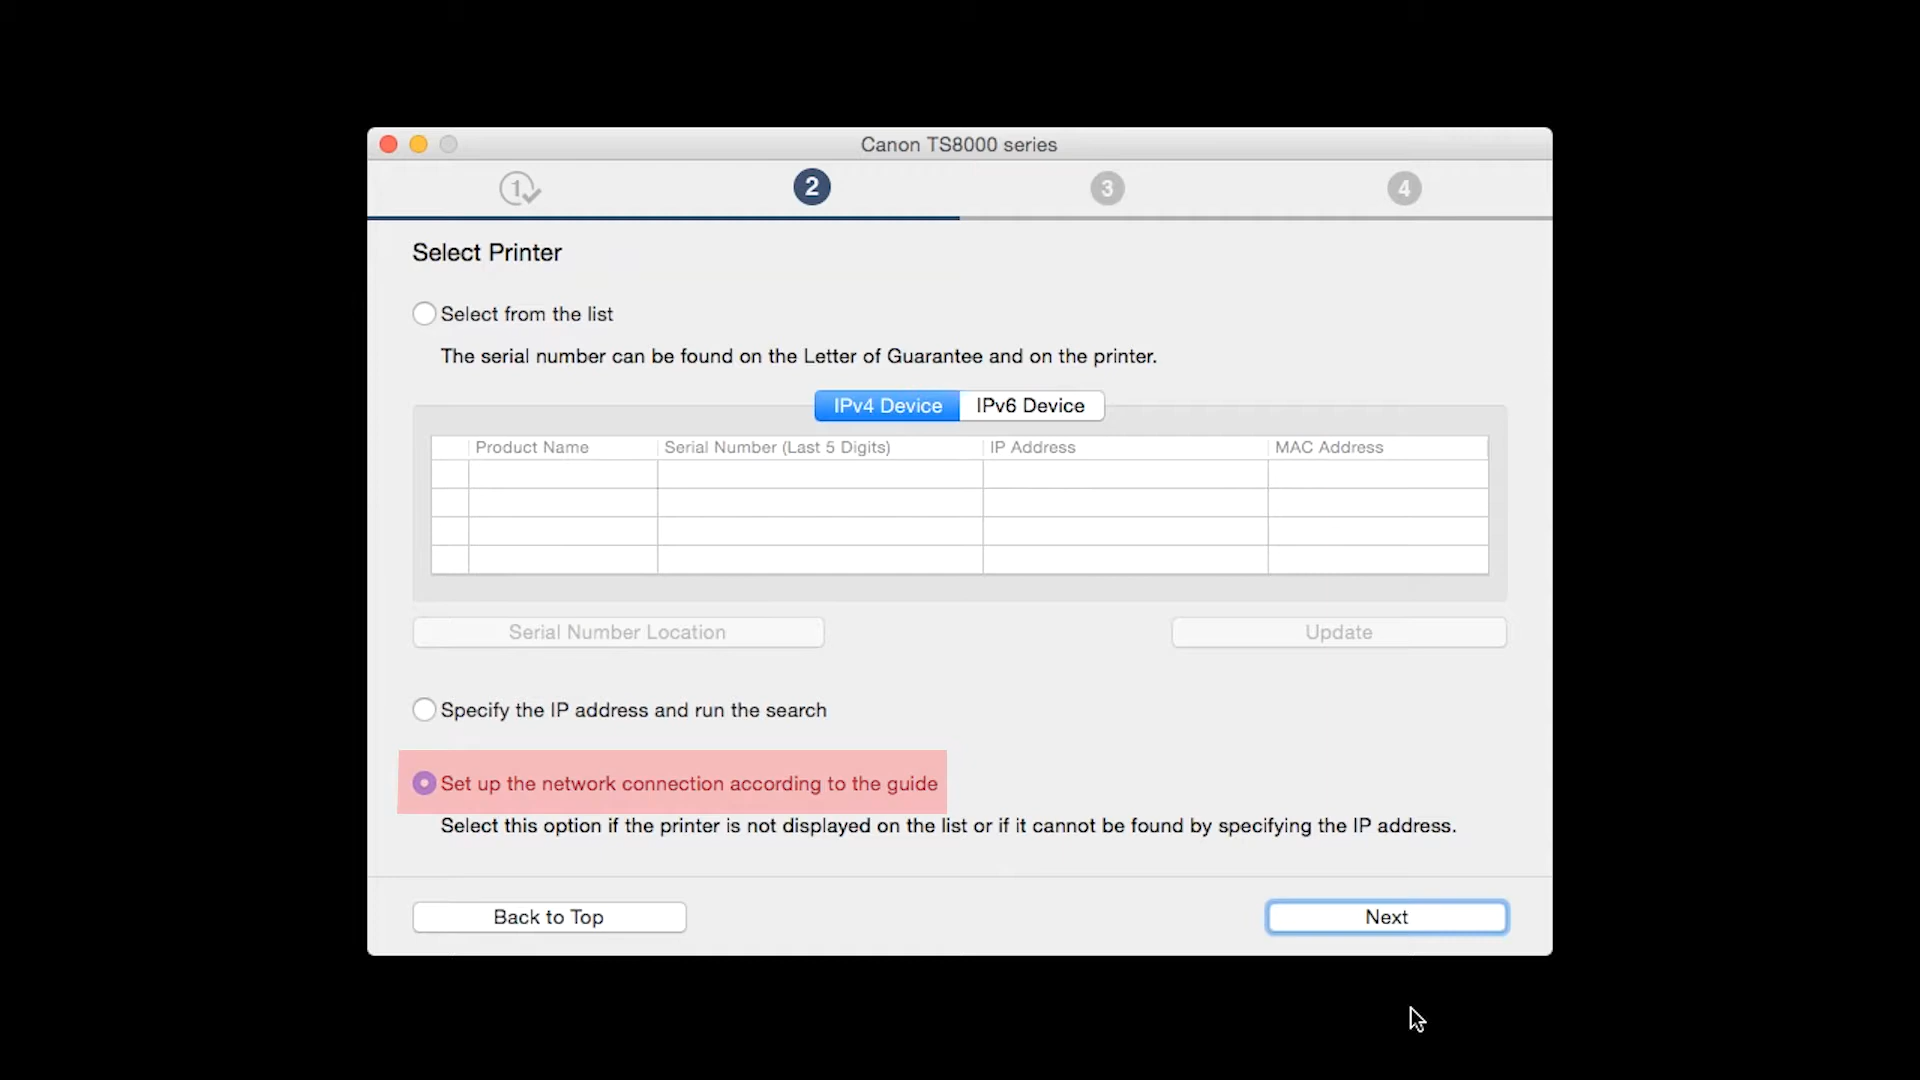 Canon TS8000 series
1 2 3 4
Select Printer
Select from the list
The serial number can be found on the Letter of Guarantee and on the printer.
IPv4 Device IPv6 Device
Product Name Serial Number (Last 5 Digits) IP Address MAC Address
Serial Number Location Update
Specify the IP address and run the search
Set up the network connection according to the guide
Select this option if the printer is not displayed on the list or if it cannot be found by specifying the IP address.
Back to Top Next